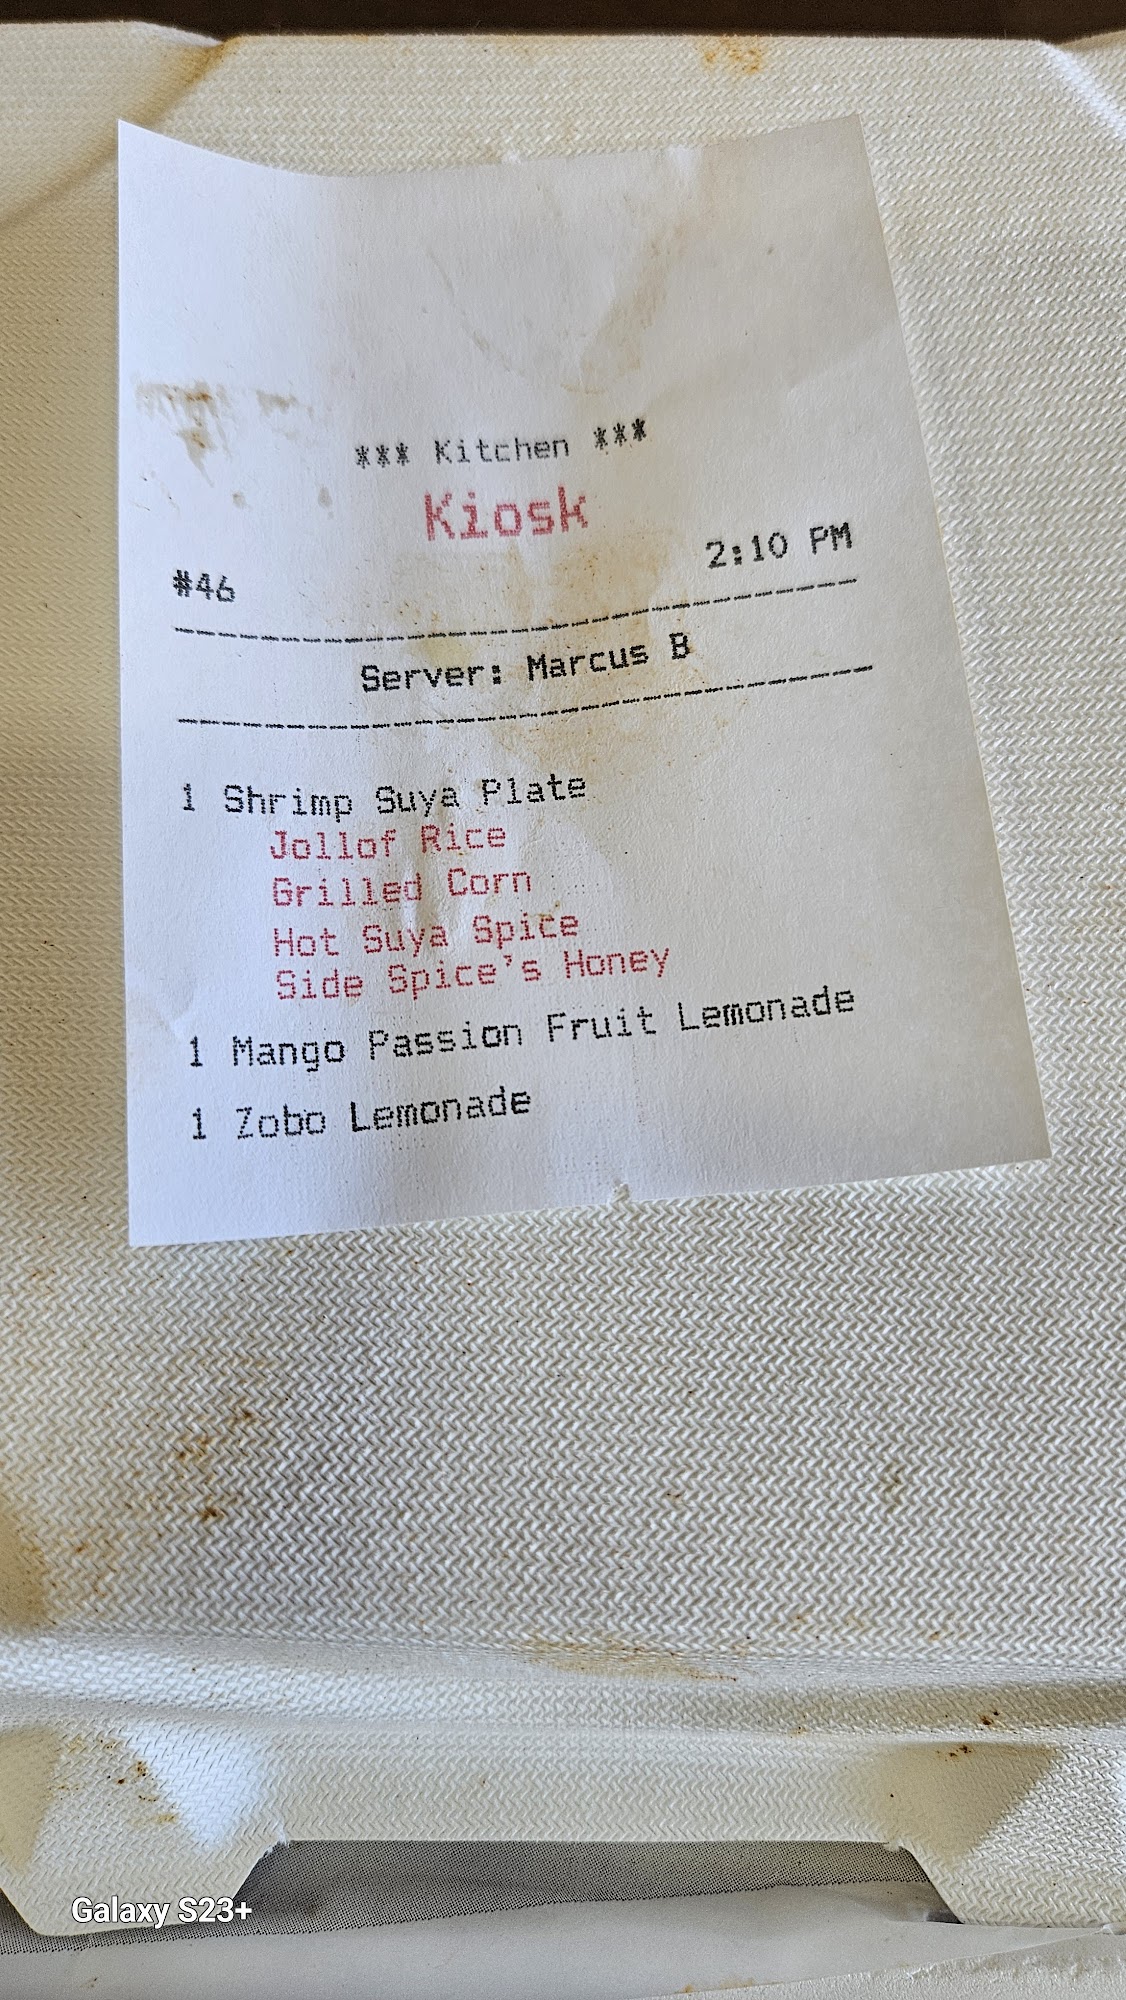 *** Kitchen ***
Kiosk
#46 2:10 PM
Server: Marcus B
1 Shrimp Suya Plate
Jollof Rice
Grilled Corn
Hot Suya Spice
Side Spice's Honey
1 Mango Passion Fruit Lemonade
1 Zobo Lemonade
Galaxy S23+